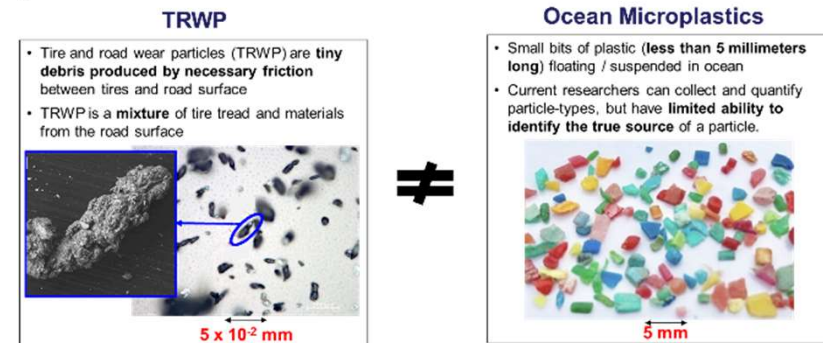 TRWP
• Tire and road wear particles (TRWP) are tiny
debris produced by necessary friction
between tires and road surface
• TRWP is a mixture of tire tread and materials
from the road surface
5 x 10-2 mm
≠
Ocean Microplastics
• Small bits of plastic (less than 5 millimeters
long) floating / suspended in ocean
• Current researchers can collect and quantify
particle-types, but have limited ability to
identify the true source of a particle.
5 mm